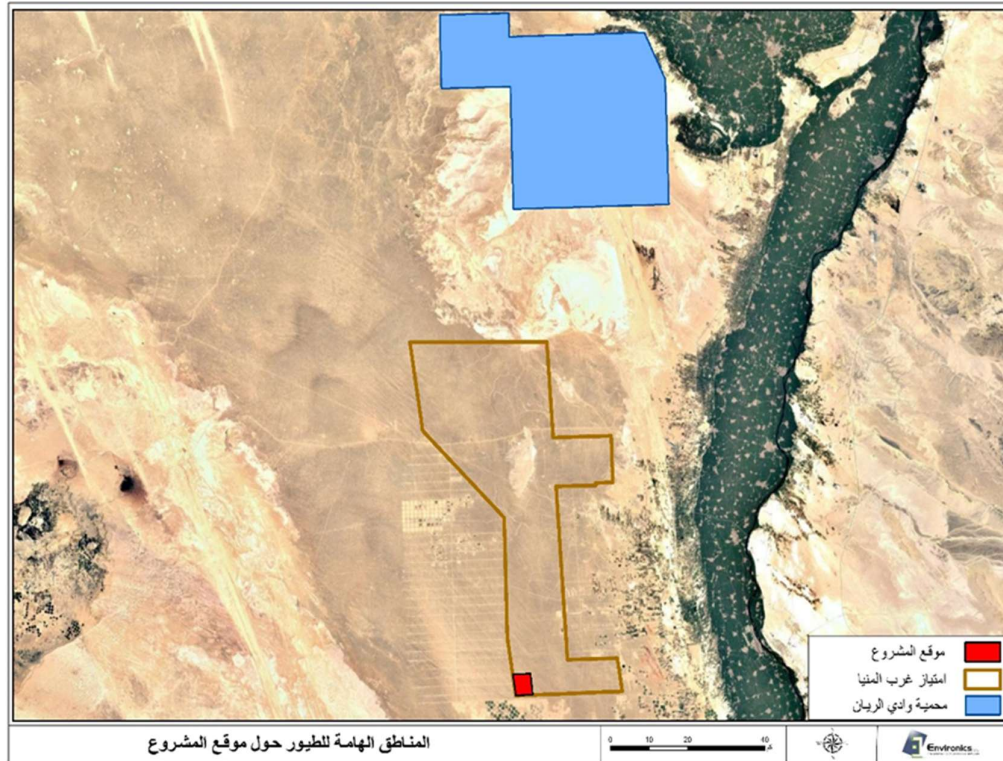 موقع المشروع
امتياز غرب المنيا
محمية وادي الريان
المناطق الهامة للطيور حول موقع المشروع
0 10 20 40
كم
Environics